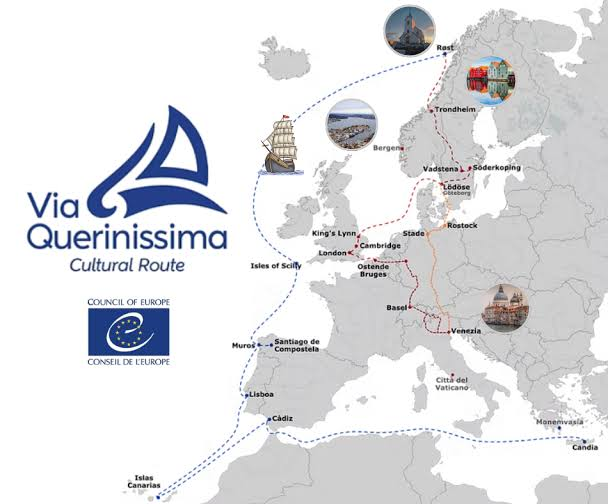 Via
Querinissima
Cultural Route
COUNCIL OF EUROPE
CONSEIL DE L'EUROPE
Røst
Trondheim
Bergen
Vadstena
Söderkoping
Lödöse
Göteborg
King's Lynn
Stade
Rostock
Cambridge
London
Isles of Scilly
Ostende
Bruges
Basel
Venezia
Muros
Santiago de
Compostela
Città del
Vaticano
Lisboa
Cádiz
Monemvasia
Candia
Islas
Canarias